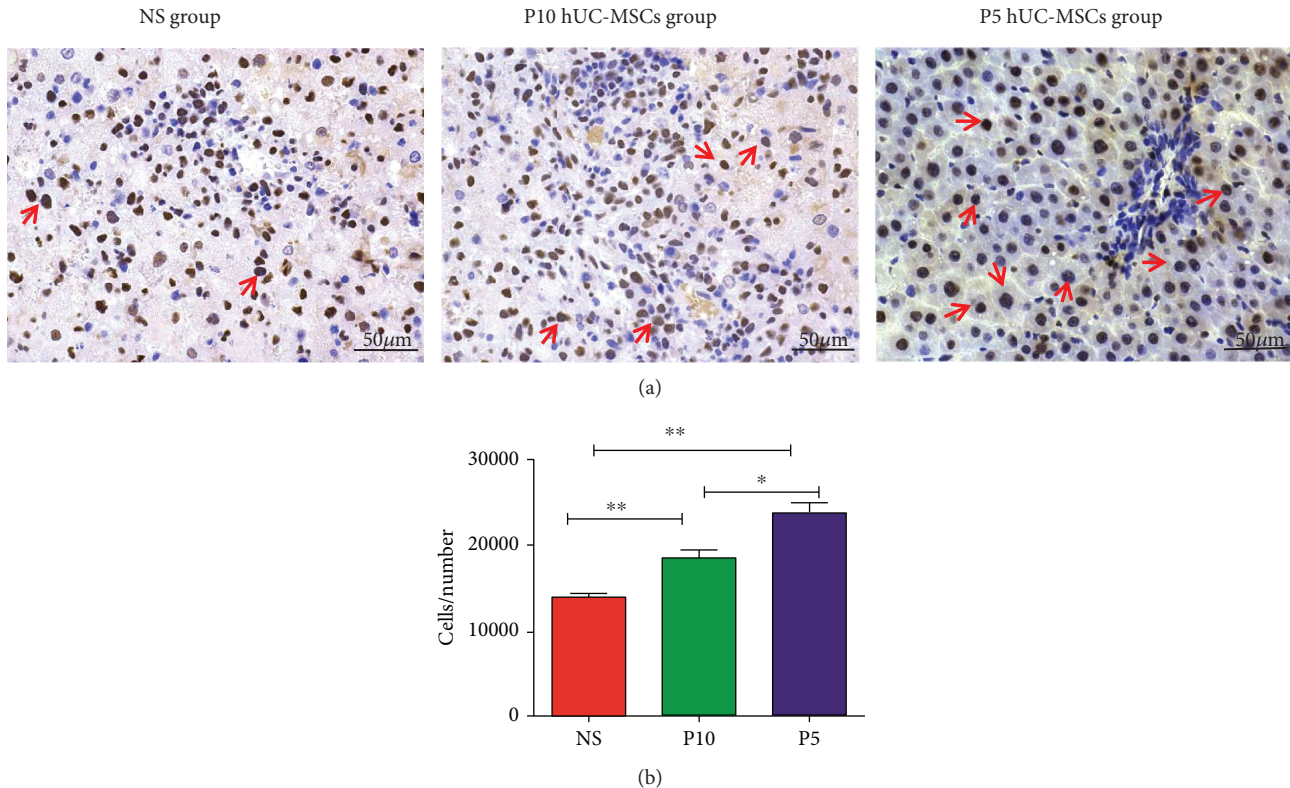 NS group
P10 hUC-MSCs group
P5 hUC-MSCs group
50μm
50μm
50μm
(a)
**
**
*
30000
20000
10000
0
Cells/number
NS
P10
P5
(b)